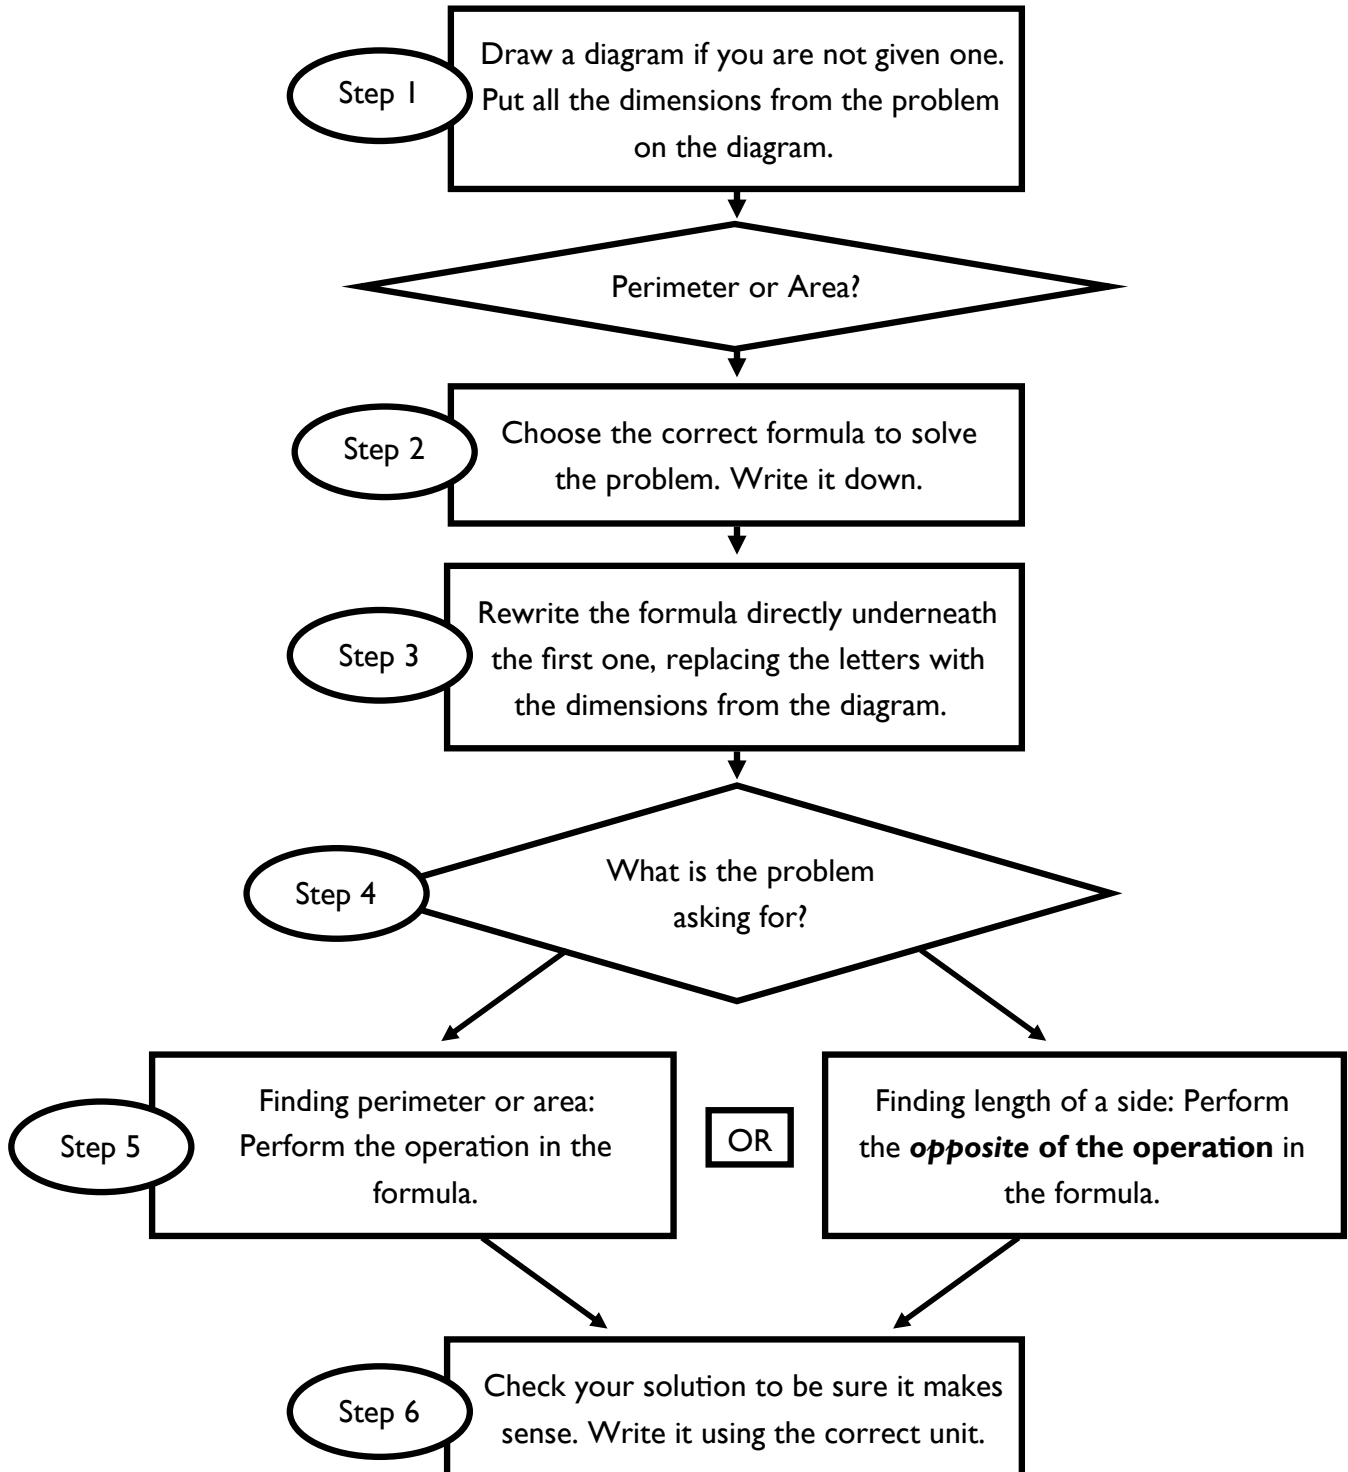 Step 1
Draw a diagram if you are not given one.
Put all the dimensions from the problem
on the diagram.
Perimeter or Area?
Step 2
Choose the correct formula to solve
the problem. Write it down.
Step 3
Rewrite the formula directly underneath
the first one, replacing the letters with
the dimensions from the diagram.
Step 4
What is the problem
asking for?
Step 5
Finding perimeter or area:
Perform the operation in the
formula.
OR
Finding length of a side: Perform
the opposite of the operation in
the formula.
Step 6
Check your solution to be sure it makes
sense. Write it using the correct unit.